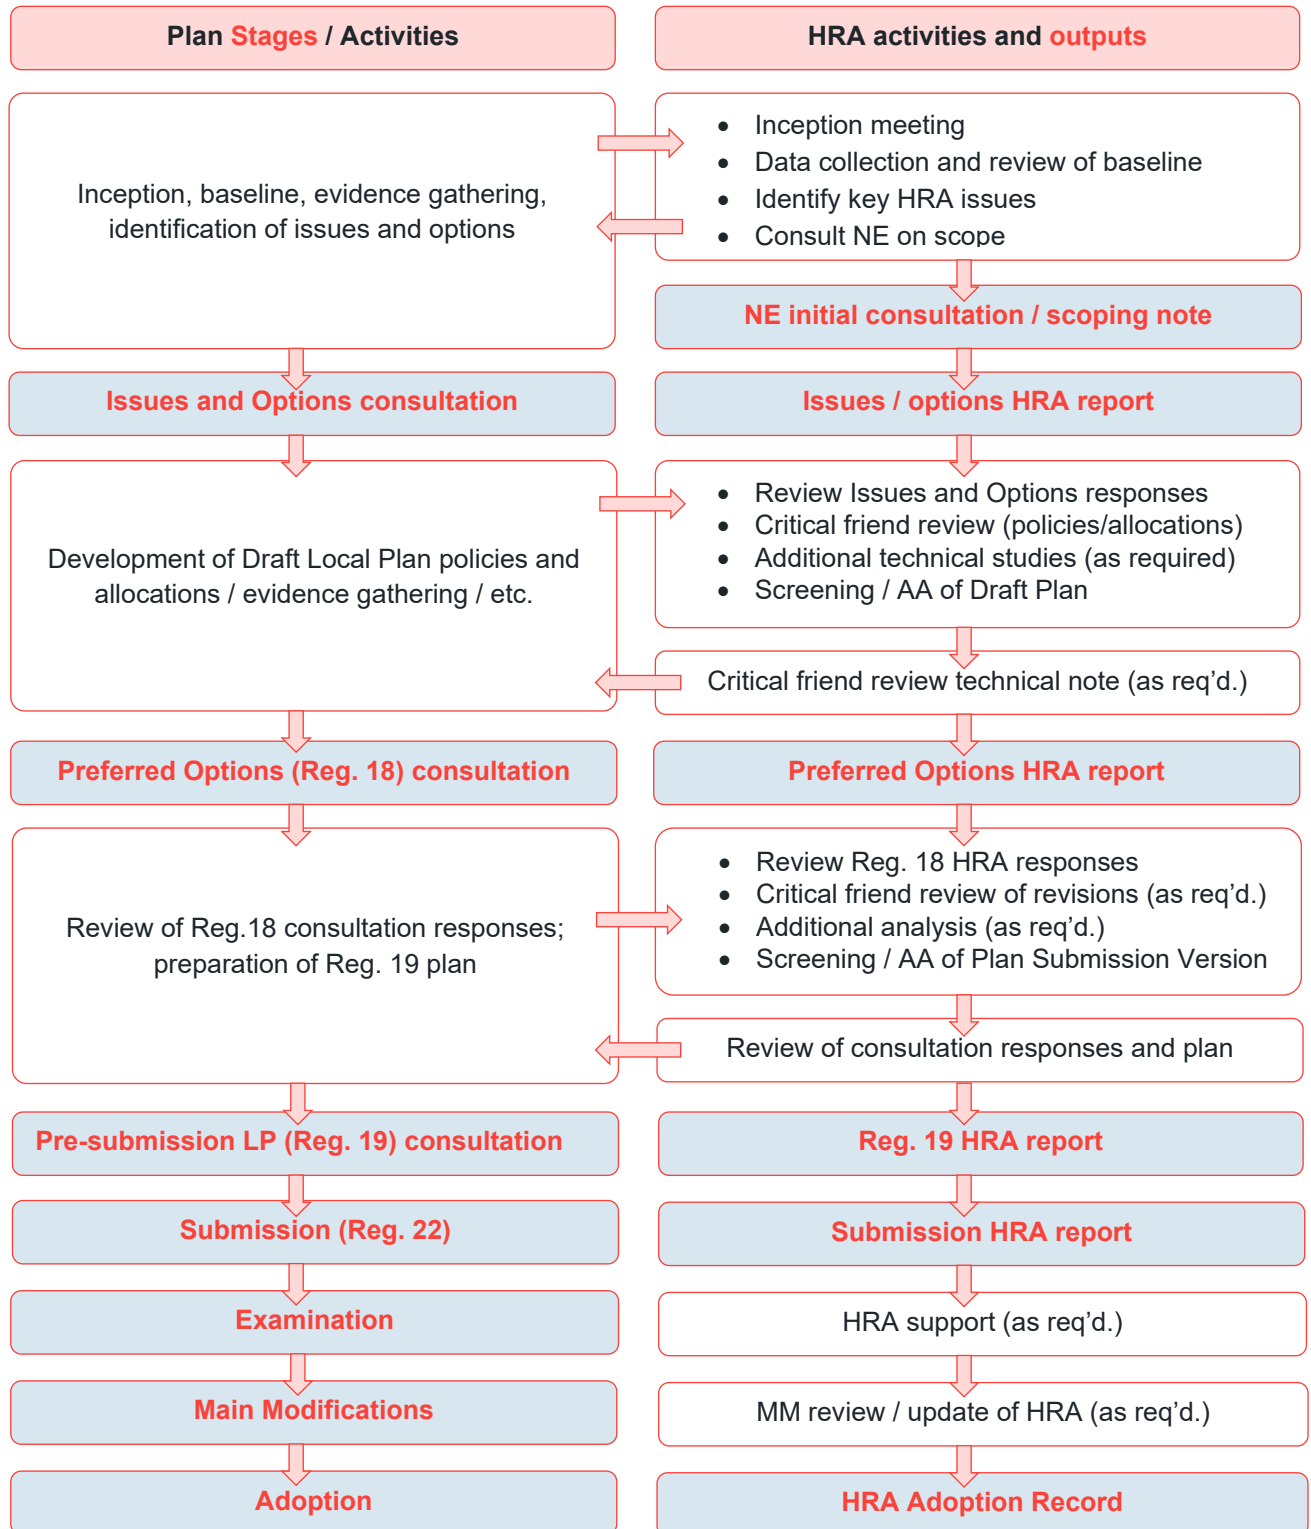 Plan Stages / Activities
HRA activities and outputs
Inception, baseline, evidence gathering,
identification of issues and options
• Inception meeting
• Data collection and review of baseline
• Identify key HRA issues
• Consult NE on scope
NE initial consultation / scoping note
Issues and Options consultation
Issues / options HRA report
Development of Draft Local Plan policies and
allocations / evidence gathering / etc.
• Review Issues and Options responses
• Critical friend review (policies/allocations)
• Additional technical studies (as required)
• Screening / AA of Draft Plan
Critical friend review technical note (as req’d.)
Preferred Options (Reg. 18) consultation
Preferred Options HRA report
Review of Reg.18 consultation responses;
preparation of Reg. 19 plan
• Review Reg. 18 HRA responses
• Critical friend review of revisions (as req’d.)
• Additional analysis (as req’d.)
• Screening / AA of Plan Submission Version
Review of consultation responses and plan
Pre-submission LP (Reg. 19) consultation
Reg. 19 HRA report
Submission (Reg. 22)
Submission HRA report
Examination
HRA support (as req’d.)
Main Modifications
MM review / update of HRA (as req’d.)
Adoption
HRA Adoption Record